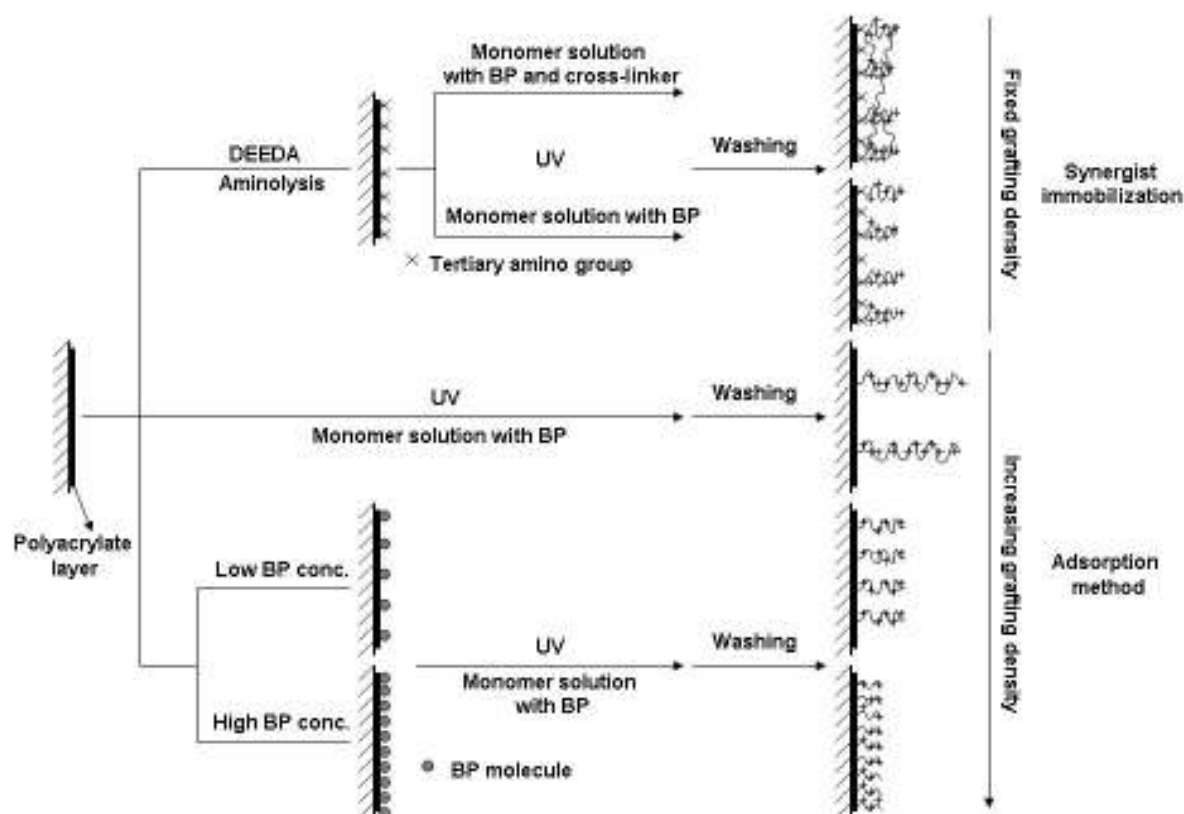 Monomer solution
with BP and cross-linker
DEEDA
Aminolysis
UV
Washing
Monomer solution with BP
Tertiary amino group
Fixed grafting density
Synergist
immobilization
UV
Monomer solution with BP
Washing
Polyacrylate
layer
Low BP conc.
High BP conc.
UV
Monomer solution
with BP
Washing
BP molecule
Increasing grafting density
Adsorption
method